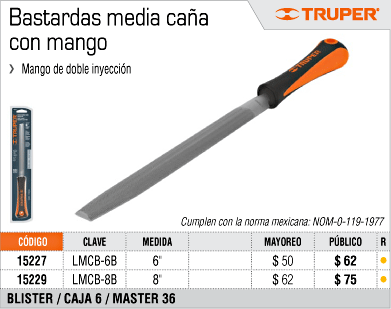 Bastardas media caña
con mango
TRUPER
› Mango de doble inyección
TRUPER
Cumplen con la norma mexicana: NOM-0-119-1977
CÓDIGO CLAVE MEDIDA MAYOREO PÚBLICO R
15227 LMCB-6B 6" $ 50 $ 62
15229 LMCB-8B 8" $ 62 $ 75
BLISTER / CAJA 6 / MASTER 36